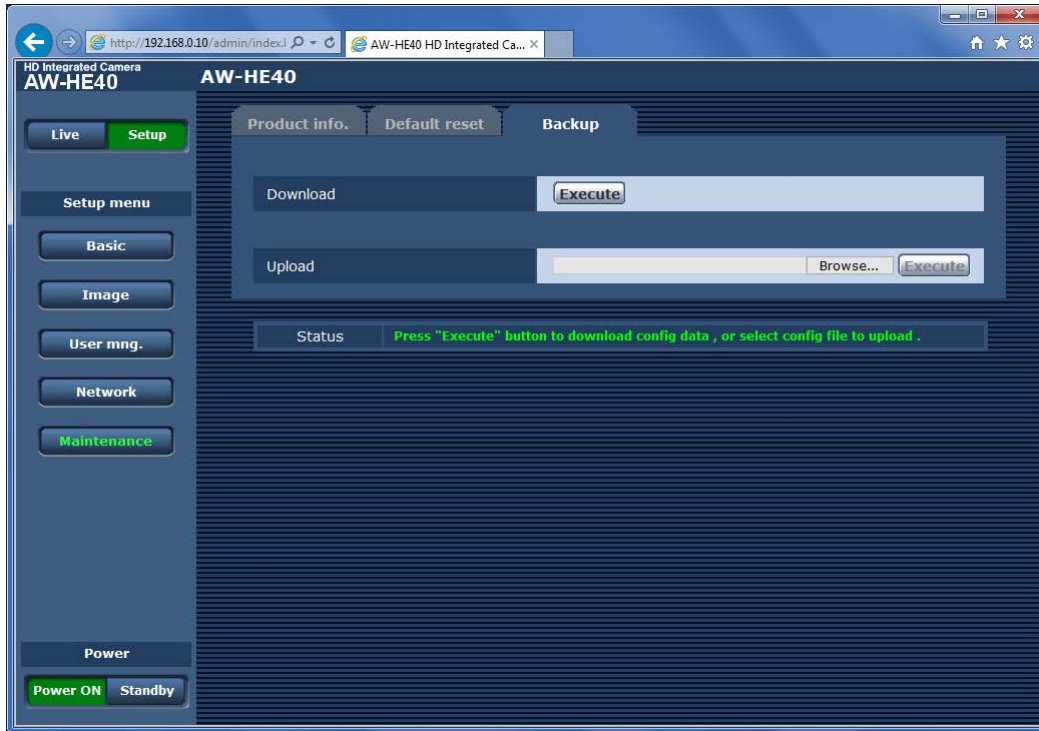 http://192.168.0.10/admin/index.l
AW-HE40 HD Integrated Ca...
HD Integrated Camera
AW-HE40
AW-HE40
Live
Setup
Product info.
Default reset
Backup
Download
Execute
Setup menu
Basic
Upload
Browse...
Execute
Image
Status
Press "Execute" button to download config data , or select config file to upload .
User mng.
Network
Maintenance
Power
Power ON
Standby